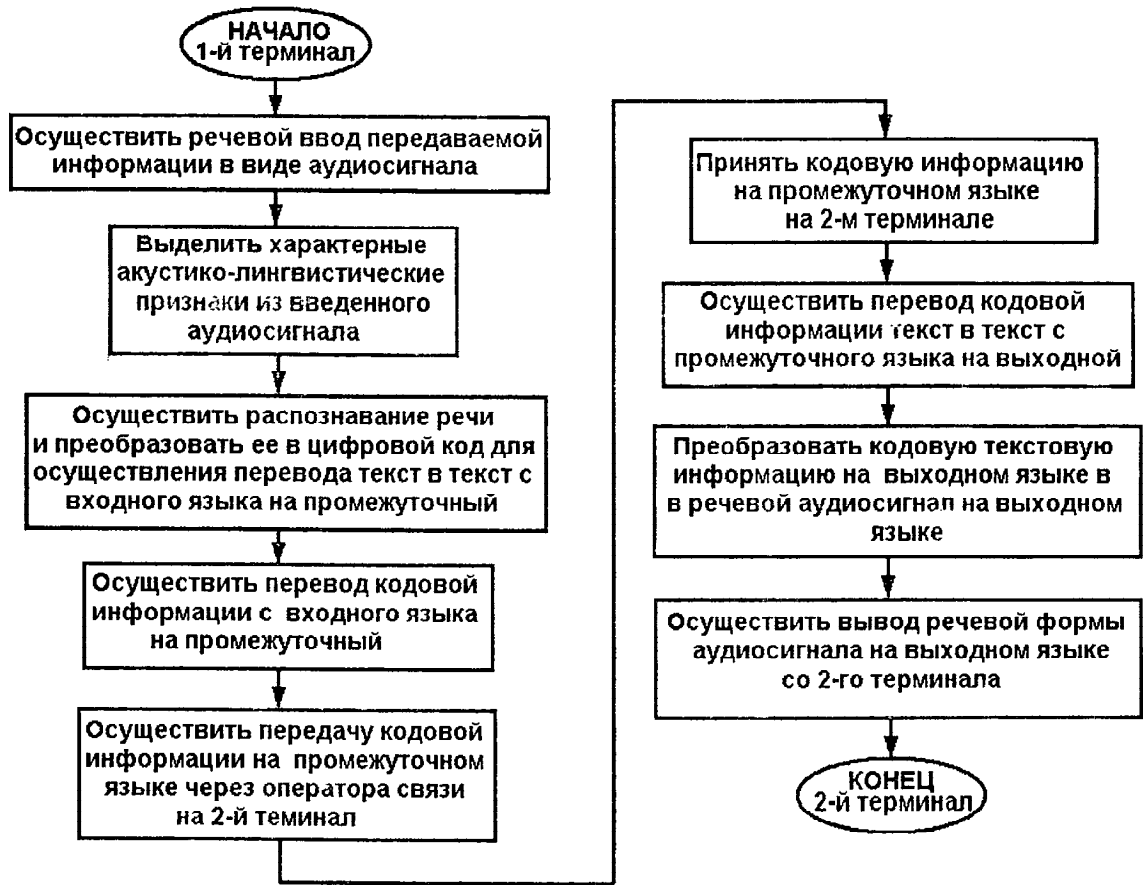 НАЧАЛО
1-й терминал
Осуществить речевой ввод передаваемой
информации в виде аудиосигнала
Выделить характерные
акустико-лингвистические
признаки из введенного
аудиосигнала
Осуществить распознавание речи
и преобразовать ее в цифровой код для
осуществления перевода текст в текст с
входного языка на промежуточный
Осуществить перевод кодовой
информации с входного языка
на промежуточный
Осуществить передачу кодовой
информации на промежуточном
языке через оператора связи
на 2-й теминал
Принять кодовую информацию
на промежуточном языке
на 2-м терминале
Осуществить перевод кодовой
информации текст в текст с
промежуточного языка на выходной
Преобразовать кодовую текстовую
информацию на выходном языке в
в речевой аудиосигнал на выходном
языке
Осуществить вывод речевой формы
аудиосигнала на выходном языке
со 2-го терминала
КОНЕЦ
2-й терминал